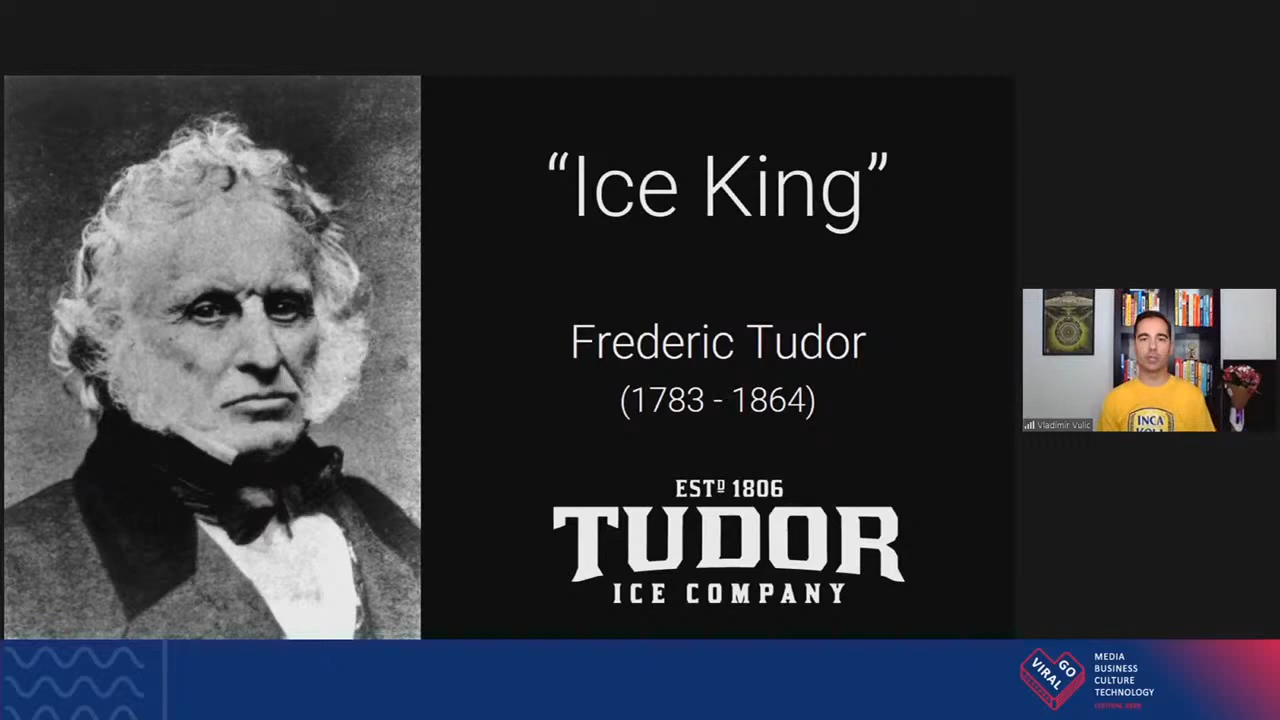 “Ice King”
Frederic Tudor
(1783 - 1864)
ESTD 1806
TUDOR
ICE COMPANY
INCA
Vladimir Vulic
GO
VIRAL
MEDIA
BUSINESS
CULTURE
TECHNOLOGY